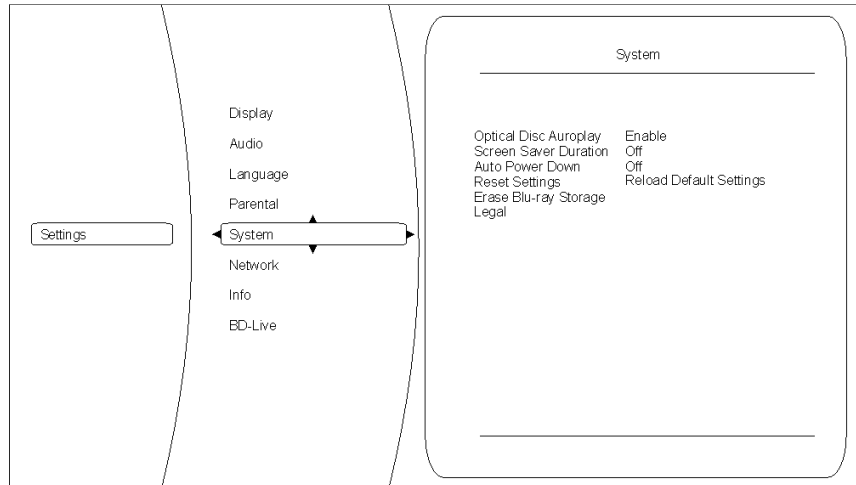 Settings
Display
Audio
Language
Parental
System
Network
Info
BD-Live
System
Optical Disc Auroplay Enable
Screen Saver Duration Off
Auto Power Down Off
Reset Settings Reload Default Settings
Erase Blu-ray Storage
Legal